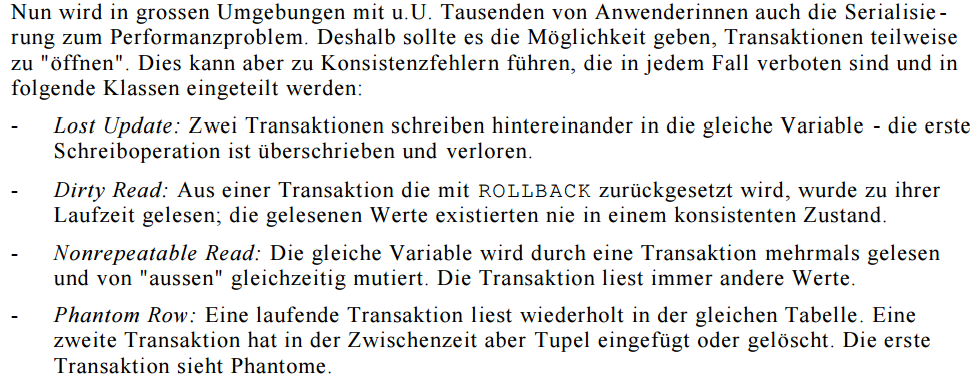 Nun wird in grossen Umgebungen mit u.U. Tausenden von Anwenderinnen auch die Serialisie-
rung zum Performanzproblem. Deshalb sollte es die Möglichkeit geben, Transaktionen teilweise
zu "öffnen". Dies kann aber zu Konsistenzfehlern führen, die in jedem Fall verboten sind und in
folgende Klassen eingeteilt werden:
- Lost Update: Zwei Transaktionen schreiben hintereinander in die gleiche Variable - die erste
Schreiboperation ist überschrieben und verloren.
- Dirty Read: Aus einer Transaktion die mit ROLLBACK zurückgesetzt wird, wurde zu ihrer
Laufzeit gelesen; die gelesenen Werte existierten nie in einem konsistenten Zustand.
- Nonrepeatable Read: Die gleiche Variable wird durch eine Transaktion mehrmals gelesen
und von "aussen" gleichzeitig mutiert. Die Transaktion liest immer andere Werte.
- Phantom Row: Eine laufende Transaktion liest wiederholt in der gleichen Tabelle. Eine
zweite Transaktion hat in der Zwischenzeit aber Tupel eingefügt oder gelöscht. Die erste
Transaktion sieht Phantome.